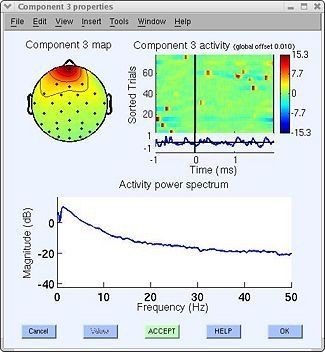 Component 3 properties
File Edit View Insert Tools Window Help
Component 3 map
Component 3 activity (global offset 0.010)
Sorted Trials
60
40
20
1
-1
-1 0 1
Time (ms)
15.3
7.7
0
-7.7
-15.3
Activity power spectrum
Magnitude (dB)
0
-20
-40
0 10 20 30 40 50
Frequency (Hz)
Cancel Values ACCEPT HELP OK